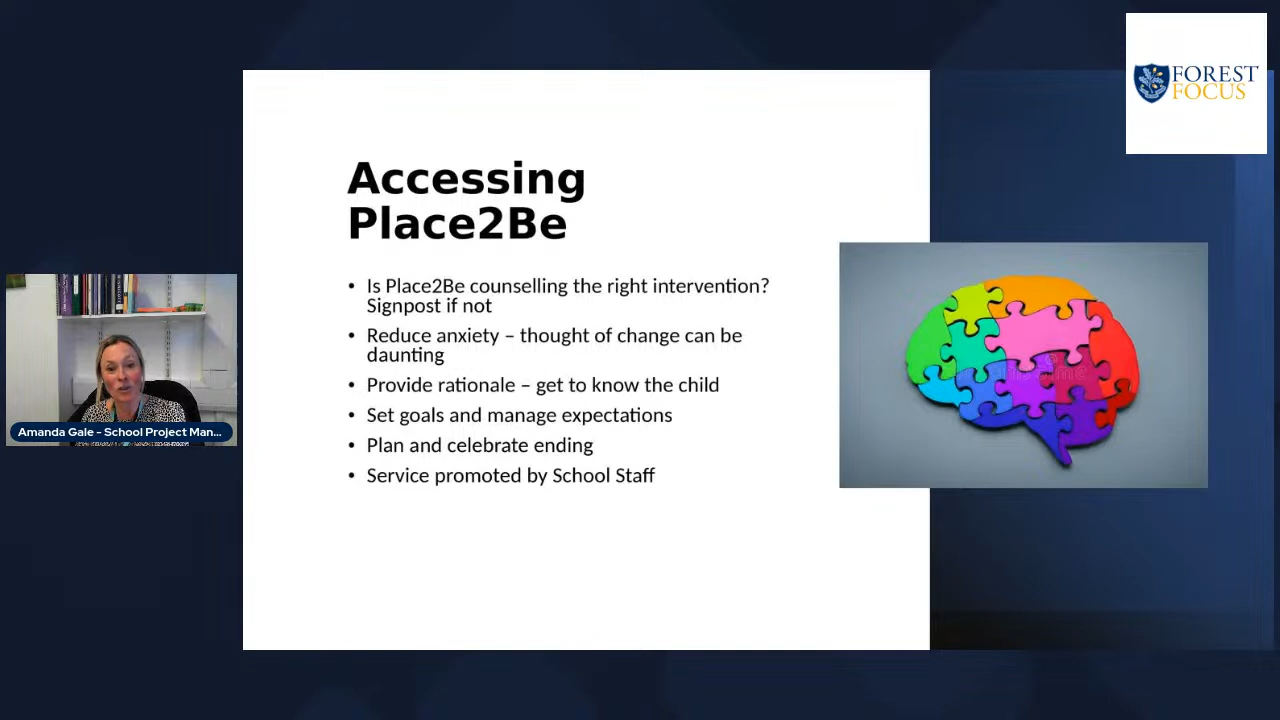 FOREST
FOCUS
Accessing
Place2Be
• Is Place2Be counselling the right intervention?
Signpost if not
• Reduce anxiety – thought of change can be
daunting
• Provide rationale – get to know the child
• Set goals and manage expectations
• Plan and celebrate ending
• Service promoted by School Staff
Amanda Gale – School Project Man...